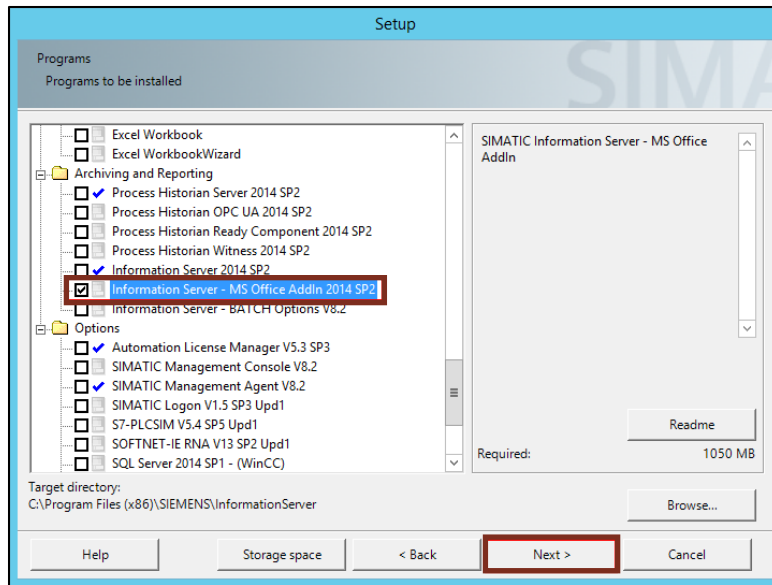 Setup
SIMA
Programs
Programs to be installed
Excel Workbook
Excel WorkbookWizard
Archiving and Reporting
Process Historian Server 2014 SP2
Process Historian OPC UA 2014 SP2
Process Historian Ready Component 2014 SP2
Process Historian Witness 2014 SP2
Information Server 2014 SP2
Information Server - MS Office AddIn 2014 SP2
Information Server - BATCH Options V8.2
Options
Automation License Manager V5.3 SP3
SIMATIC Management Console V8.2
SIMATIC Management Agent V8.2
SIMATIC Logon V1.5 SP3 Upd1
S7-PLCSIM V5.4 SP5 Upd1
SOFTNET-IE RNA V13 SP2 Upd1
SQL Server 2014 SP1 - (WinCC)
SIMATIC Information Server - MS Office
AddIn
Readme
Required: 1050 MB
Target directory:
C:\Program Files (x86)\SIEMENS\InformationServer
Browse...
Help
Storage space
< Back
Next >
Cancel